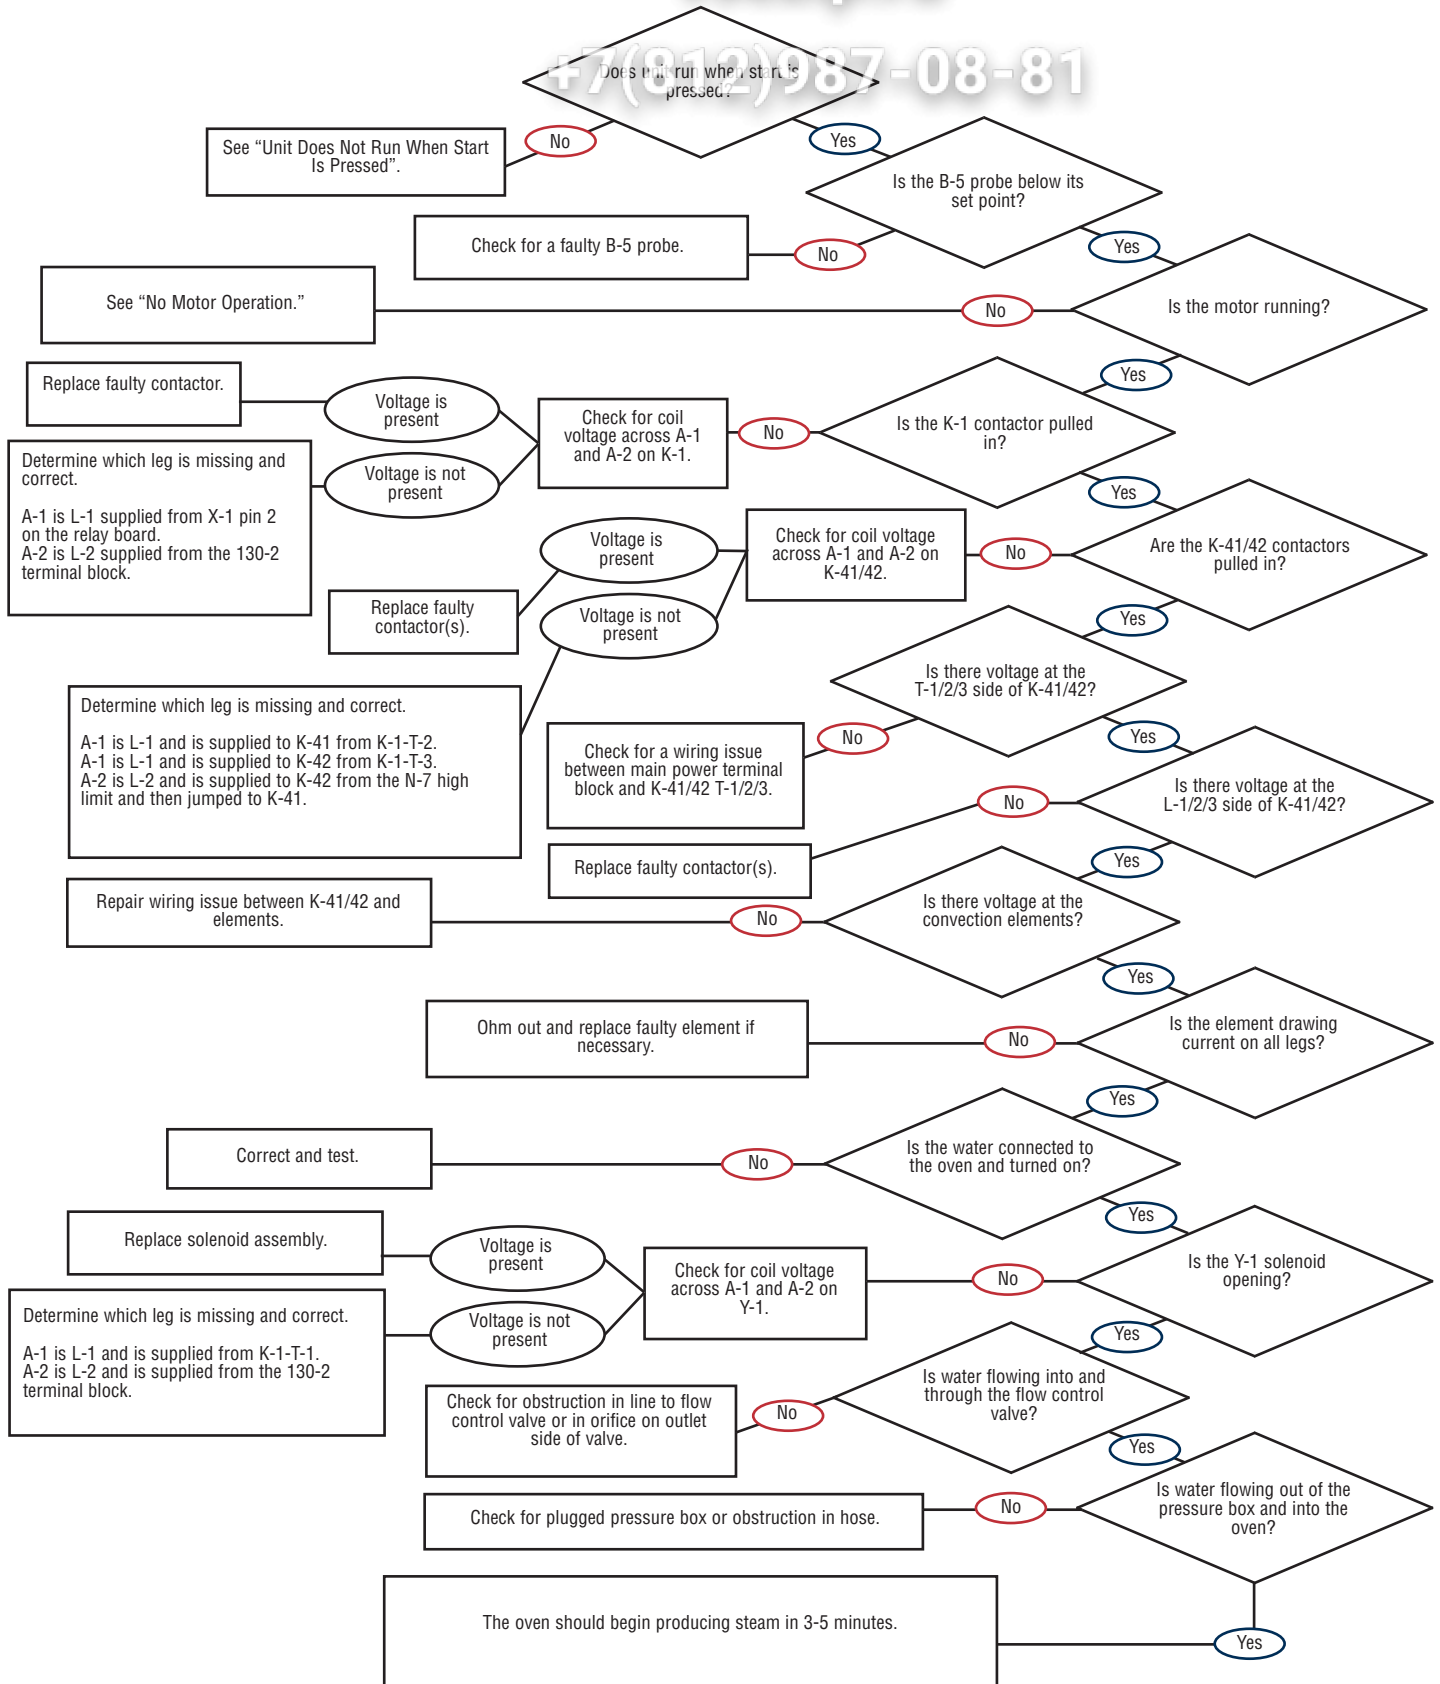 +7(812)987-08-81
Does unit run when start is
pressed?
No
Yes
See “Unit Does Not Run When Start
Is Pressed”.
Is the B-5 probe below its
set point?
Check for a faulty B-5 probe.
No
Yes
See “No Motor Operation.”
No
Is the motor running?
Yes
Replace faulty contactor.
Voltage is
present
Check for coil
voltage across A-1
and A-2 on K-1.
No
Is the K-1 contactor pulled
in?
Voltage is not
present
Determine which leg is missing and
correct.
A-1 is L-1 supplied from X-1 pin 2
on the relay board.
A-2 is L-2 supplied from the 130-2
terminal block.
Yes
Voltage is
present
Check for coil voltage
across A-1 and A-2 on
K-41/42.
No
Are the K-41/42 contactors
pulled in?
Replace faulty
contactor(s).
Voltage is not
present
Yes
Is there voltage at the
T-1/2/3 side of K-41/42?
Determine which leg is missing and correct.
A-1 is L-1 and is supplied to K-41 from K-1-T-2.
A-1 is L-1 and is supplied to K-42 from K-1-T-3.
A-2 is L-2 and is supplied to K-42 from the N-7 high
limit and then jumped to K-41.
Check for a wiring issue
between main power terminal
block and K-41/42 T-1/2/3.
No
Yes
Is there voltage at the
L-1/2/3 side of K-41/42?
No
Replace faulty contactor(s).
Yes
Repair wiring issue between K-41/42 and
elements.
No
Is there voltage at the
convection elements?
Yes
Ohm out and replace faulty element if
necessary.
No
Is the element drawing
current on all legs?
Yes
Correct and test.
No
Is the water connected to
the oven and turned on?
Yes
Replace solenoid assembly.
Voltage is
present
Check for coil voltage
across A-1 and A-2 on
Y-1.
No
Is the Y-1 solenoid
opening?
Voltage is not
present
Determine which leg is missing and correct.
A-1 is L-1 and is supplied from K-1-T-1.
A-2 is L-2 and is supplied from the 130-2
terminal block.
Yes
Is water flowing into and
through the flow control
valve?
Check for obstruction in line to flow
control valve or in orifice on outlet
side of valve.
No
Yes
Is water flowing out of the
pressure box and into the
oven?
Check for plugged pressure box or obstruction in hose.
No
The oven should begin producing steam in 3-5 minutes.
Yes